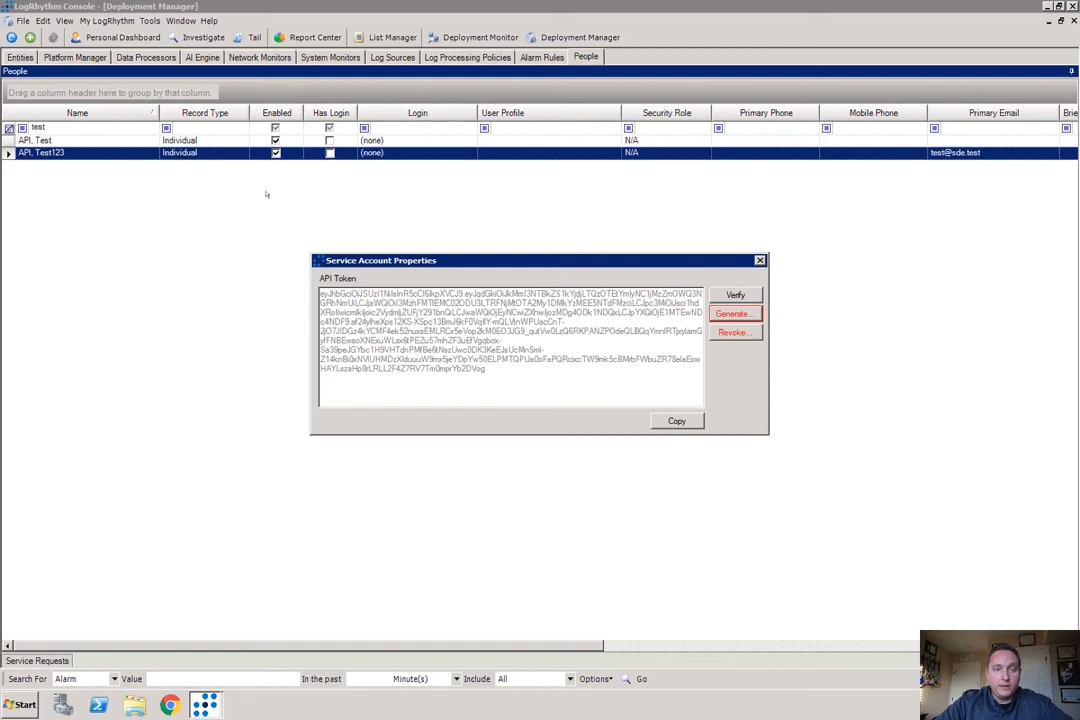 LogRhythm Console - [Deployment Manager]
File Edit View My LogRhythm Tools Window Help
Personal Dashboard Investigate Tail Report Center List Manager Deployment Monitor Deployment Manager
Entities Platform Manager Data Processors AI Engine Network Monitors System Monitors Log Sources Log Processing Policies Alarm Rules People
People
Drag a column header here to group by that column.
Name Record Type Enabled Has Login Login User Profile Security Role Primary Phone Mobile Phone Primary Email Brie
test
API, Test Individual (none) N/A
API, Test123 Individual (none) N/A test@sde.test
Service Account Properties
API Token
Verify
Generate...
Revoke...
Copy
Service Requests
Search For Alarm Value In the past Minute(s) Include All Options Go
Start